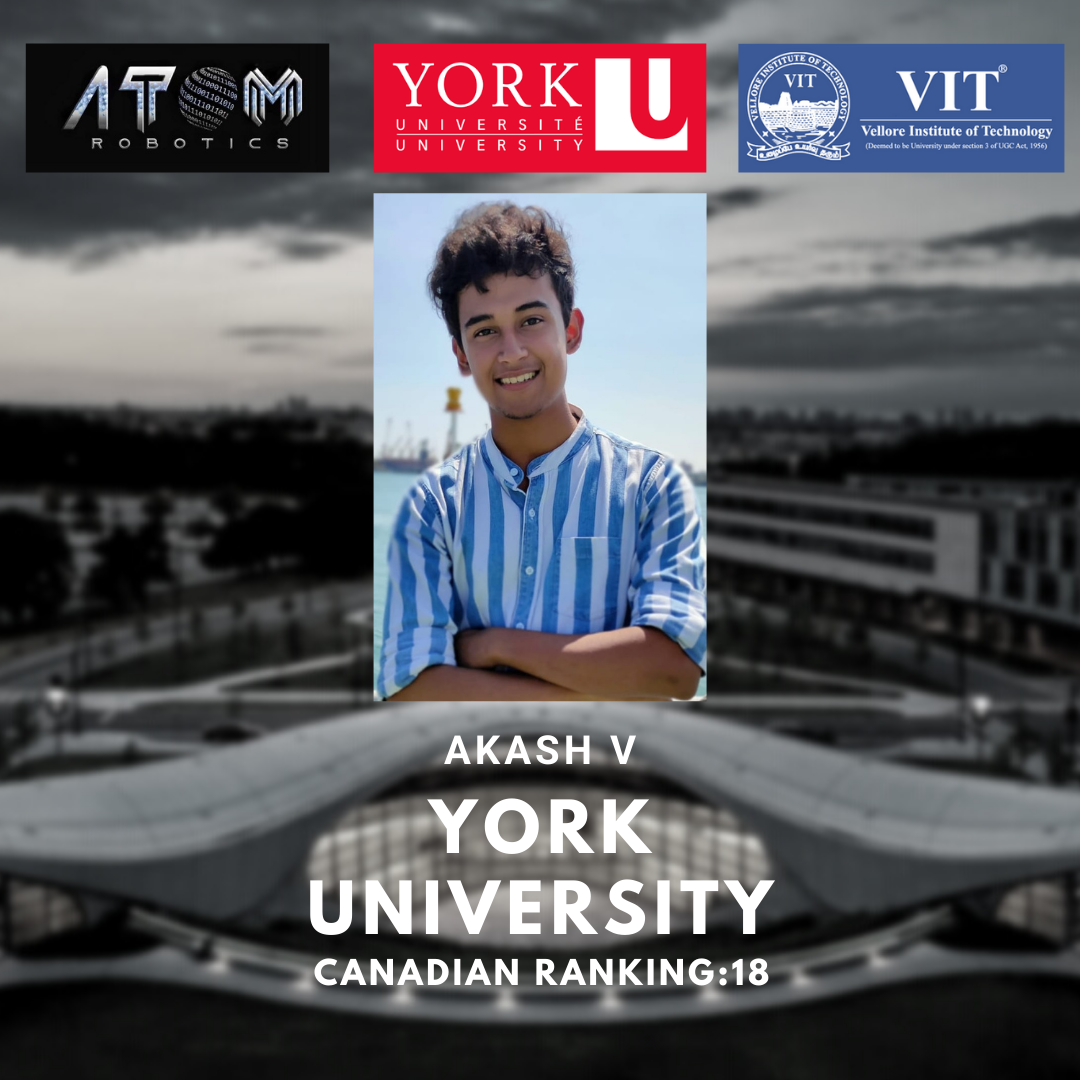 ATOM
ROBOTICS
YORK
UNIVERSITÉ
UNIVERSITY
U
VELLORE INSTITUTE OF TECHNOLOGY
VIT
VIT®
Vellore Institute of Technology
(Deemed to be University under section 3 of UGC Act, 1956)
AKASH V
YORK
UNIVERSITY
CANADIAN RANKING:18